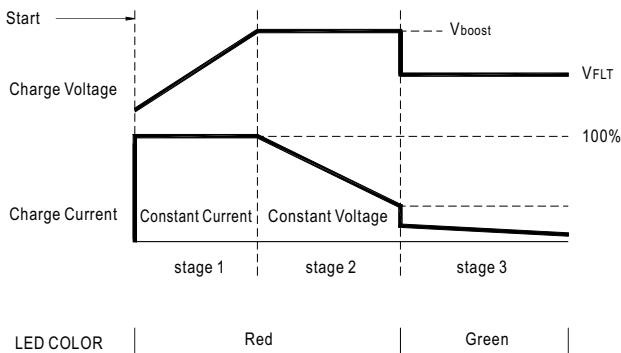 Start
Vboost
Charge Voltage
VFLT
100%
Charge Current
Constant Current
Constant Voltage
stage 1
stage 2
stage 3
LED COLOR
Red
Green